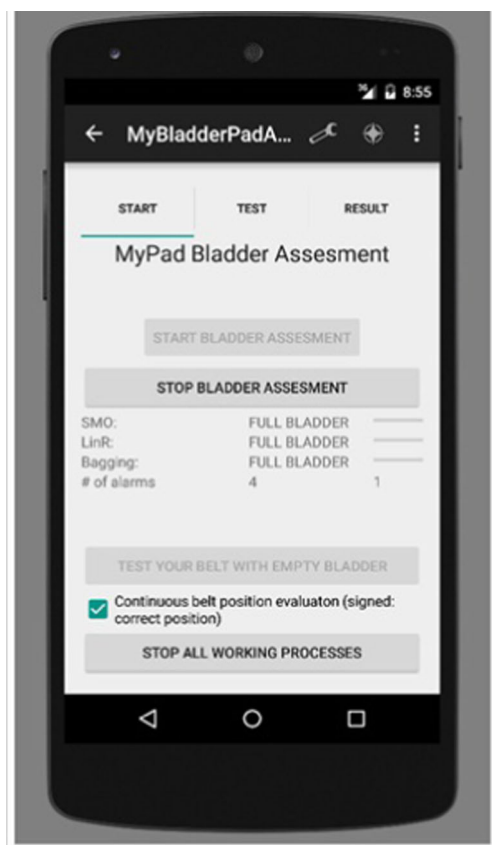 3G 8:55
MyBladderPadA...
START TEST RESULT
MyPad Bladder Assesment
START BLADDER ASSESMENT
STOP BLADDER ASSESMENT
SMO: FULL BLADDER
LinR: FULL BLADDER
Bagging: FULL BLADDER
# of alarms 4 1
TEST YOUR BELT WITH EMPTY BLADDER
Continuous belt position evaluaton (signed:
correct position)
STOP ALL WORKING PROCESSES